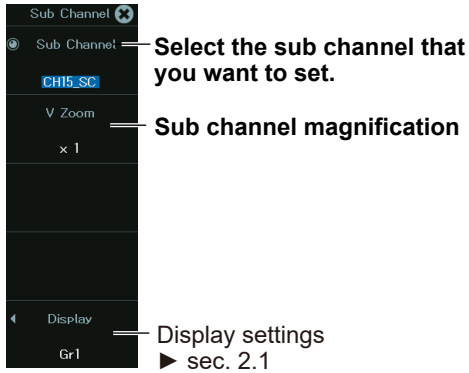 Sub Channel
Sub Channel
Select the sub channel that
you want to set.
CH15_SC
V Zoom
Sub channel magnification
x 1
Display
Display settings
Gr1
► sec. 2.1